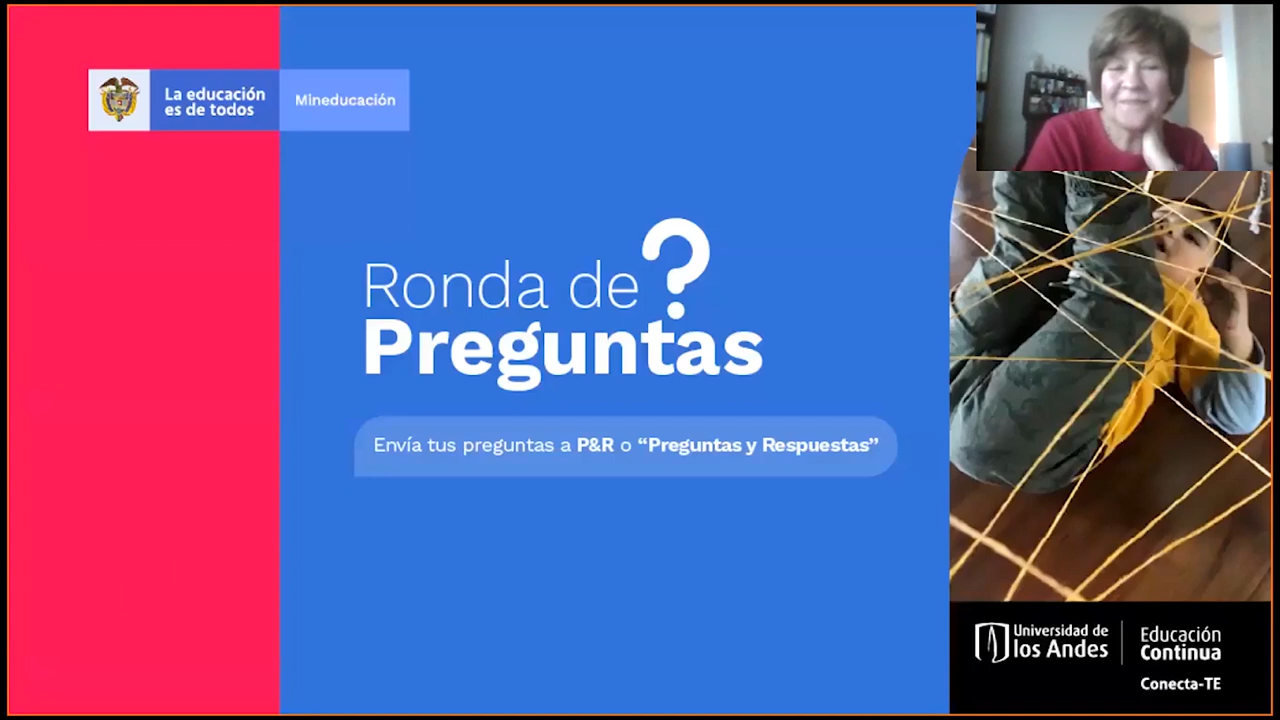 La educación
es de todos
Mineducación
Ronda de ?
Preguntas
Envía tus preguntas a P&R o “Preguntas y Respuestas”
Universidad de
los Andes
Educación
Continua
Conecta-TE